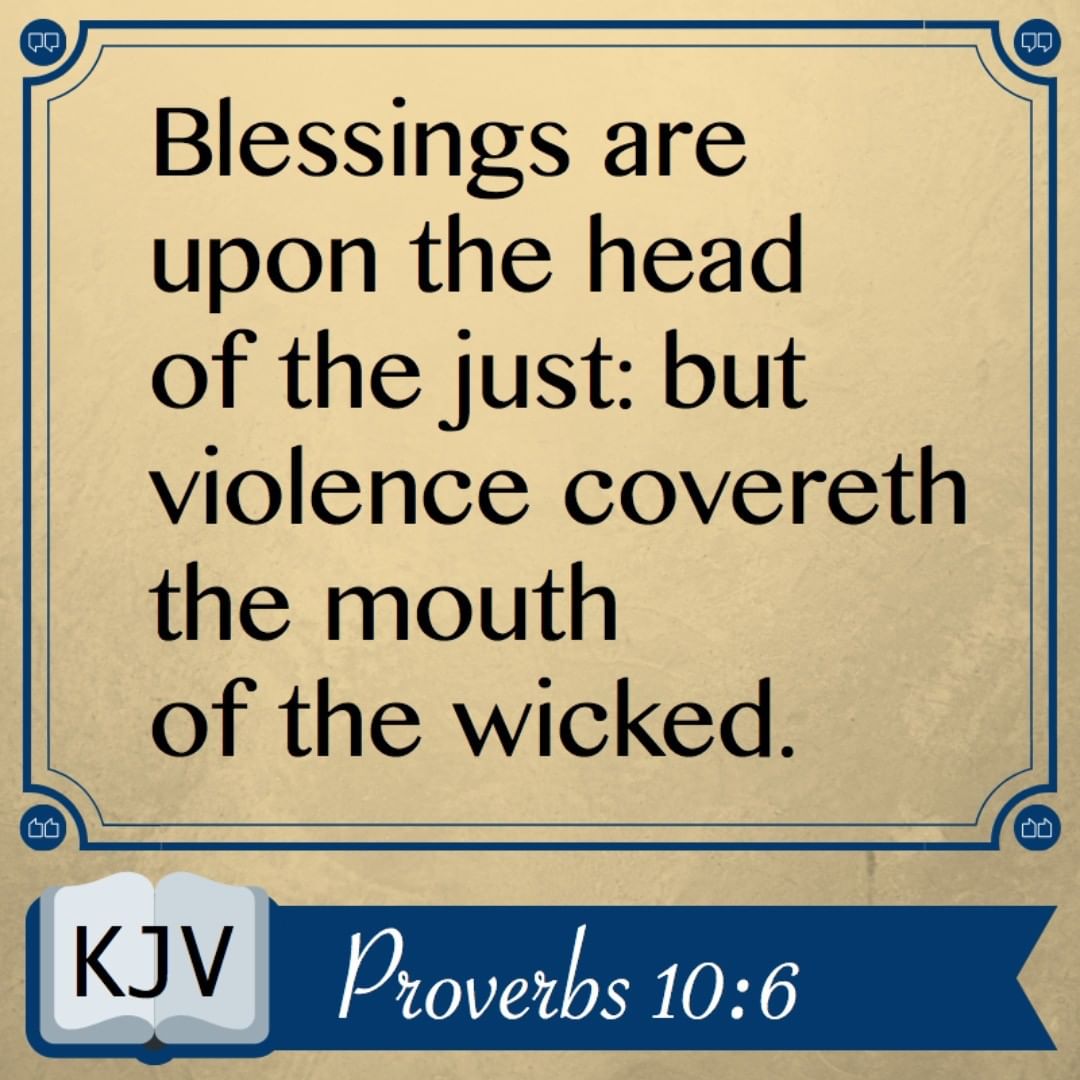 Blessings are
upon the head
of the just: but
violence covereth
the mouth
of the wicked.
KJV
Proverbs 10:6